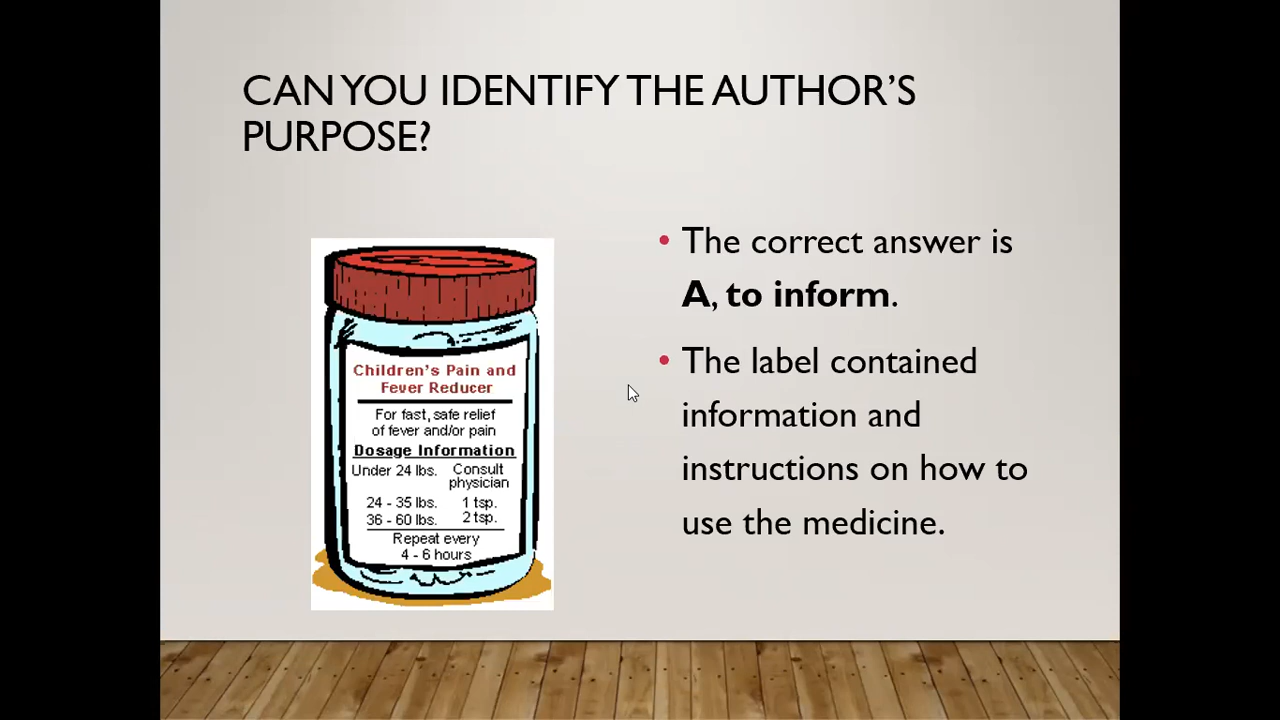 CAN YOU IDENTIFY THE AUTHOR'S
PURPOSE?
Children's Pain and
Fever Reducer
For fast, safe relief
of fever and/or pain
Dosage Information
Under 24 lbs. Consult
physician
24 - 35 lbs. 1 tsp.
36 - 60 lbs. 2 tsp.
Repeat every
4 - 6 hours
• The correct answer is
A, to inform.
• The label contained
information and
instructions on how to
use the medicine.